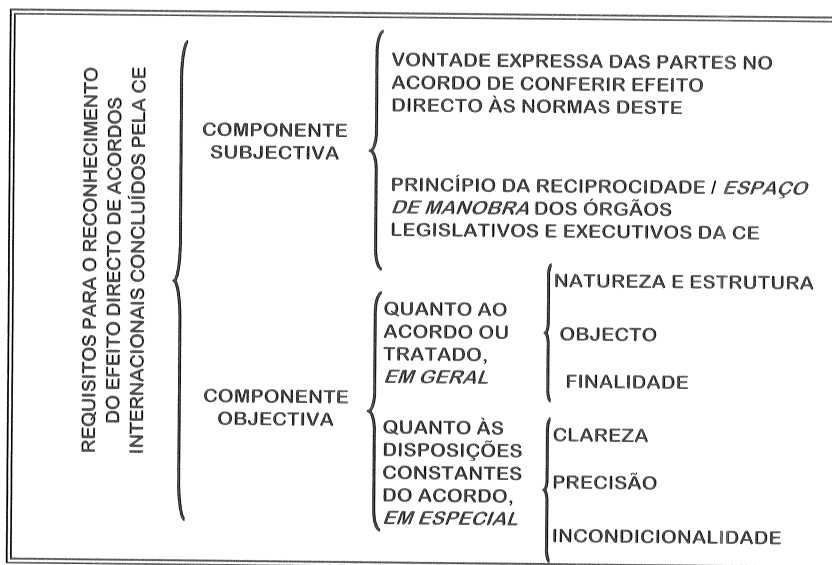 REQUISITOS PARA O RECONHECIMENTO
DO EFEITO DIRECTO DE ACORDOS
INTERNACIONAIS CONCLUÍDOS PELA CE
COMPONENTE
SUBJECTIVA
VONTADE EXPRESSA DAS PARTES NO
ACORDO DE CONFERIR EFEITO
DIRECTO ÀS NORMAS DESTE
PRINCÍPIO DA RECIPROCIDADE / ESPAÇO
DE MANOBRA DOS ÓRGÃOS
LEGISLATIVOS E EXECUTIVOS DA CE
COMPONENTE
OBJECTIVA
QUANTO AO
ACORDO OU
TRATADO,
EM GERAL
NATUREZA E ESTRUTURA
OBJECTO
FINALIDADE
QUANTO ÀS
DISPOSIÇÕES
CONSTANTES
DO ACORDO,
EM ESPECIAL
CLAREZA
PRECISÃO
INCONDICIONALIDADE